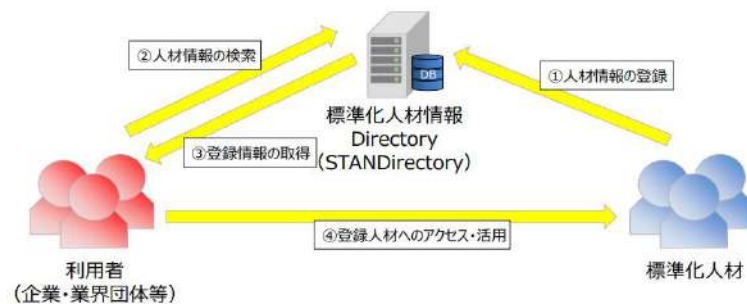 ②人材情報の検索
①人材情報の登録
DB
標準化人材情報
Directory
(STANDirectory)
③登録情報の取得
④登録人材へのアクセス・活用
利用者
(企業・業界団体等)
標準化人材